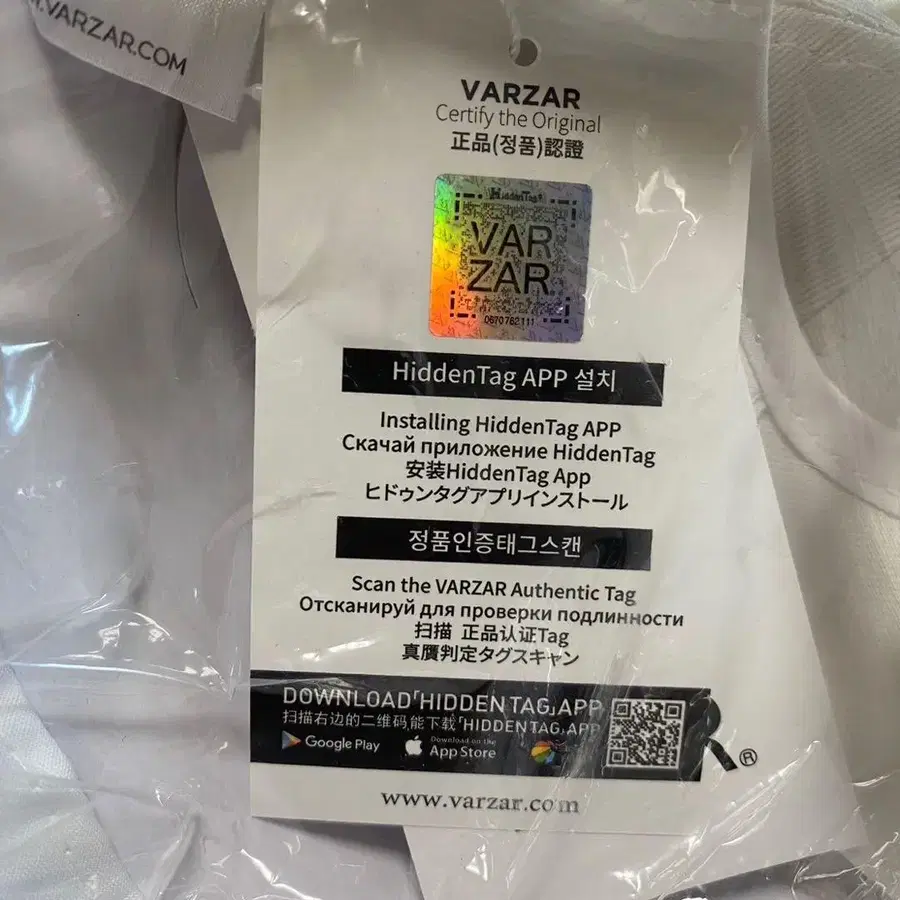 .VARZAR.COM
VARZAR
Certify the Original
正品(정품)認證
HiddenTag®
VAR
ZAR
0670762111
HiddenTag APP 설치
Installing HiddenTag APP
Скачай приложение HiddenTag
安装HiddenTag App
ヒドゥンタグアプリインストール
정품인증태그스캔
Scan the VARZAR Authentic Tag
Отсканируй для проверки подлинности
扫描 正品认证Tag
真贋判定タグスキャン
DOWNLOAD「HIDDEN TAG」APP
扫描右边的二维码,能下载「HIDDENTAG」APP
Google Play
Download on the
App Store
®
www.varzar.com